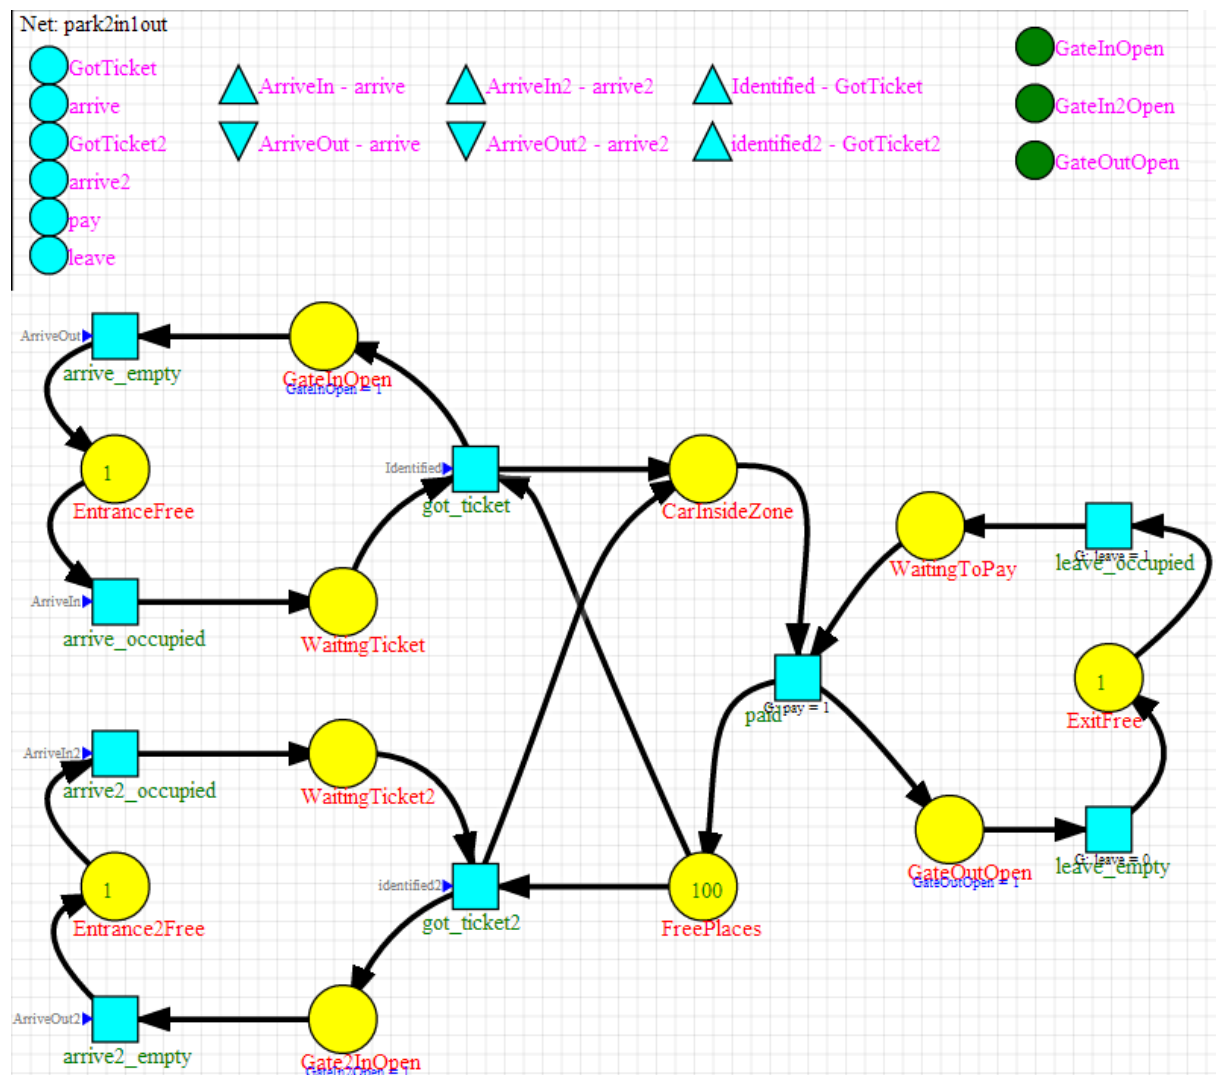 Net: park2in1out
GotTicket
arrive
GotTicket2
arrive2
pay
leave
ArriveIn - arrive
ArriveIn2 - arrive2
Identified - GotTicket
ArriveOut - arrive
ArriveOut2 - arrive2
identified2 - GotTicket2
GateInOpen
GateIn2Open
GateOutOpen
ArriveOut
arrive_empty
GateInOpen
GateInOpen = 1
1
EntranceFree
Identified
got_ticket
CarInsideZone
ArriveIn
arrive_occupied
WaitingTicket
WaitingToPay
G: leave = 1
leave_occupied
G: pay = 1
paid
1
ExitFree
ArriveIn2
arrive2_occupied
WaitingTicket2
1
Entrance2Free
identified2
got_ticket2
100
FreePlaces
GateOutOpen
GateOutOpen = 1
G: leave = 0
leave_empty
ArriveOut2
arrive2_empty
Gate2InOpen
GateIn2Open = 1